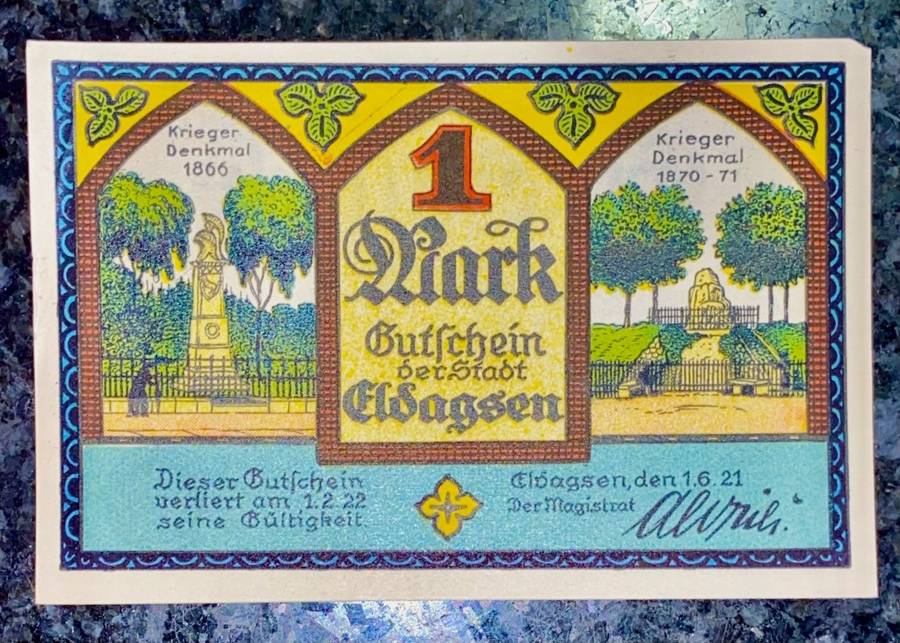 Krieger
Denkmal
1866
1
Mark
Gutschein
der Stadt
Eldagsen
Krieger
Denkmal
1870-71
Dieser Gutschein
verliert am 1.2.22
seine Gültigkeit.
Eldagsen, den 1.6.21
Der Magistrat